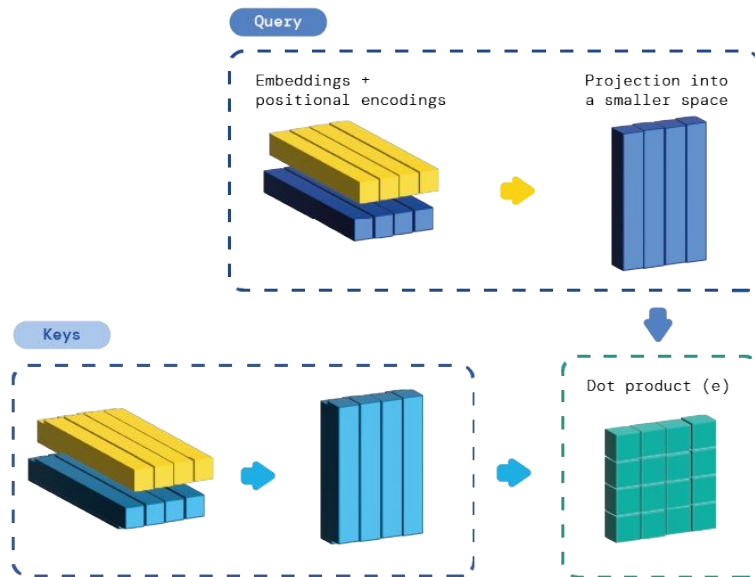 Query
Embeddings +
positional encodings
Projection into
a smaller space
Keys
Dot product (e)